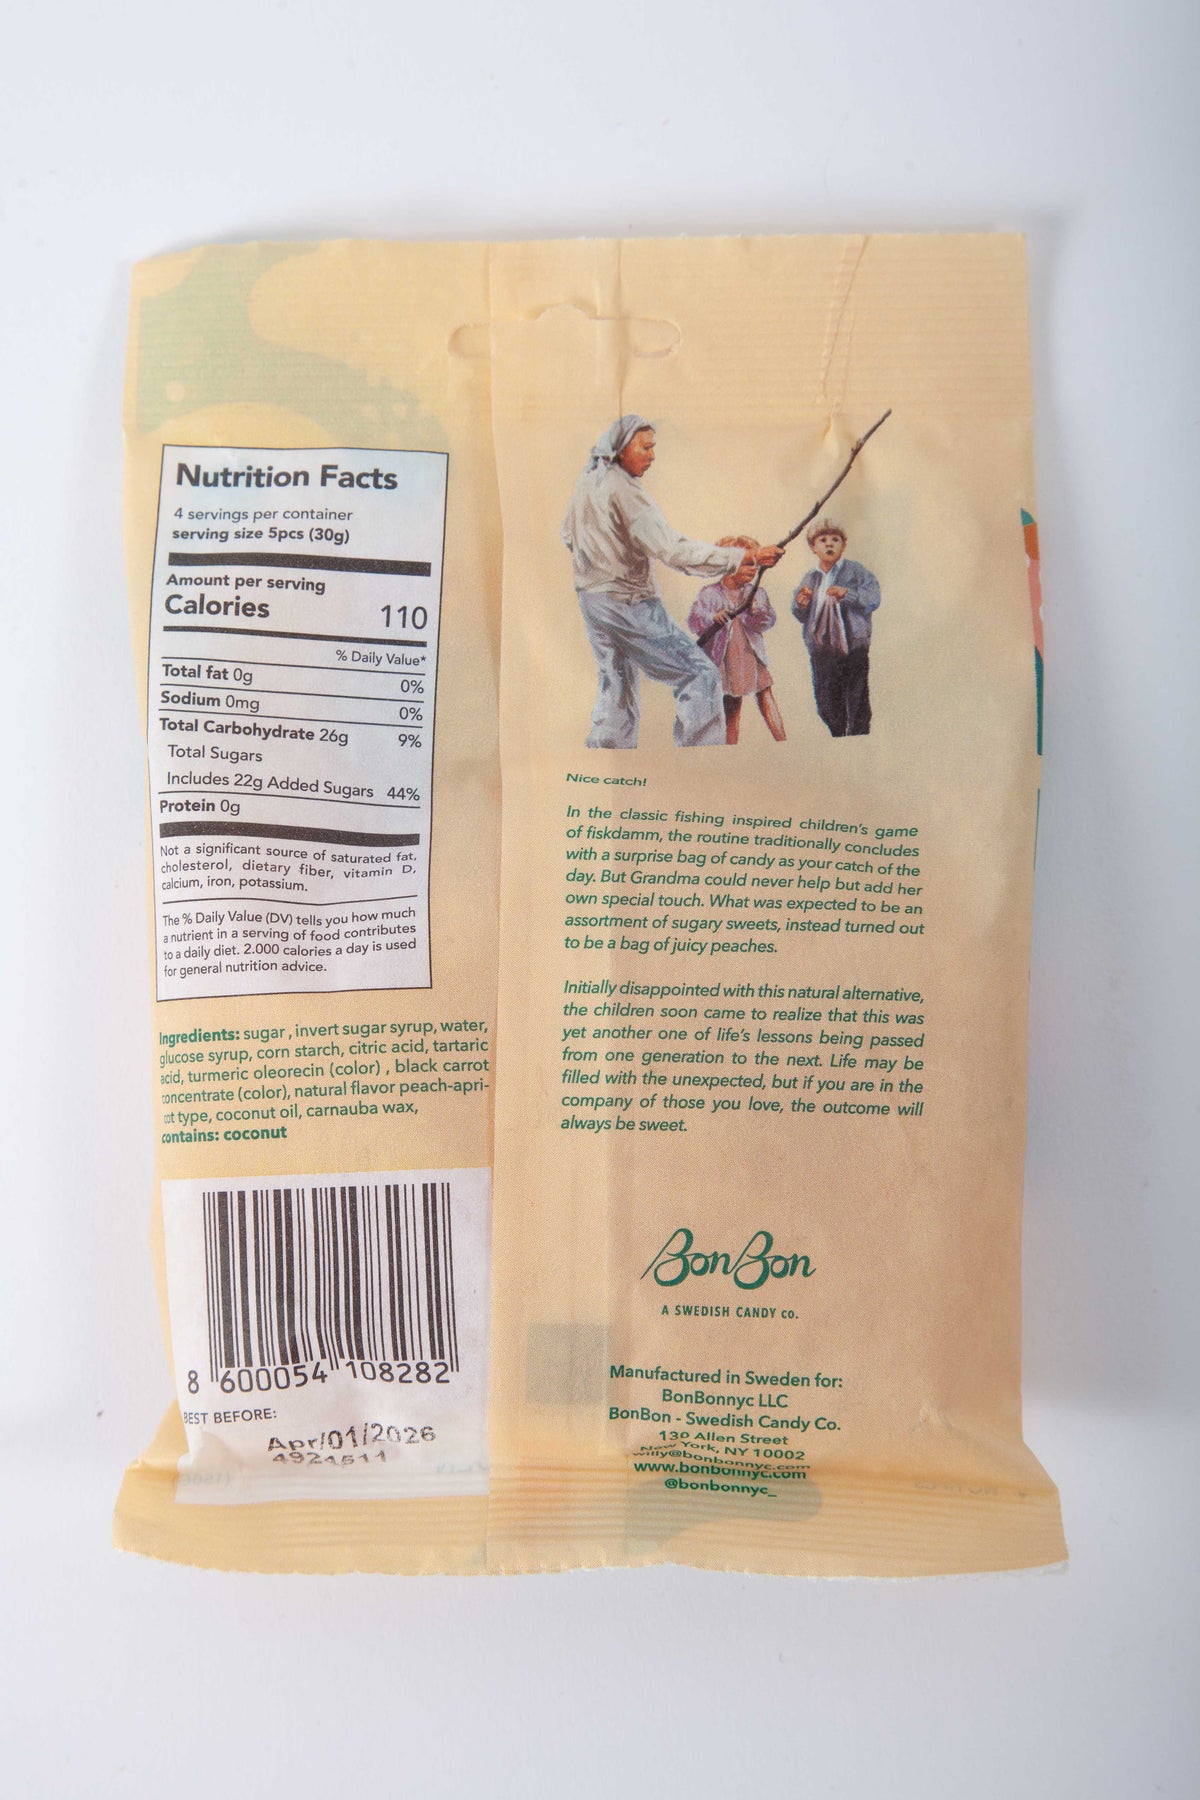 Nutrition Facts
4 servings per container
serving size 5pcs (30g)
Amount per serving
Calories 110
% Daily Value*
Total fat 0g 0%
Sodium 0mg 0%
Total Carbohydrate 26g 9%
Total Sugars
Includes 22g Added Sugars 44%
Protein 0g
Not a significant source of saturated fat,
cholesterol, dietary fiber, vitamin D,
calcium, iron, potassium.
The % Daily Value (DV) tells you how much
a nutrient in a serving of food contributes
to a daily diet. 2.000 calories a day is used
for general nutrition advice.
Ingredients: sugar , invert sugar syrup, water,
glucose syrup, corn starch, citric acid, tartaric
acid, turmeric oleorecin (color) , black carrot
concentrate (color), natural flavor peach-apri-
cot type, coconut oil, carnauba wax,
contains: coconut
8 600054 108282
BEST BEFORE:
Apr/01/2026
4924511
Nice catch!
In the classic fishing inspired children's game
of fiskdamm, the routine traditionally concludes
with a surprise bag of candy as your catch of the
day. But Grandma could never help but add her
own special touch. What was expected to be an
assortment of sugary sweets, instead turned out
to be a bag of juicy peaches.
Initially disappointed with this natural alternative,
the children soon came to realize that this was
yet another one of life's lessons being passed
from one generation to the next. Life may be
filled with the unexpected, but if you are in the
company of those you love, the outcome will
always be sweet.
BonBon
A SWEDISH CANDY co.
Manufactured in Sweden for:
BonBonnyc LLC
BonBon - Swedish Candy Co.
130 Allen Street
New York, NY 10002
willy@bonbonnyc.com
www.bonbonnyc.com
@bonbonnyc_